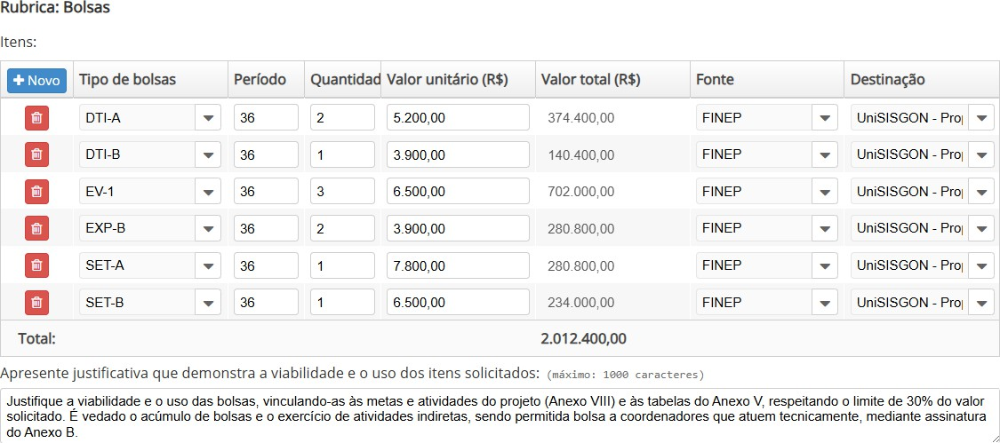 Rubrica: Bolsas
Itens:
Novo Tipo de bolsas Período Quantidad Valor unitário (R$) Valor total (R$) Fonte Destinação
DTI-A 36 2 5.200,00 374.400,00 FINEP UniSISGON - Proj
DTI-B 36 1 3.900,00 140.400,00 FINEP UniSISGON - Proj
EV-1 36 3 6.500,00 702.000,00 FINEP UniSISGON - Proj
EXP-B 36 2 3.900,00 280.800,00 FINEP UniSISGON - Proj
SET-A 36 1 7.800,00 280.800,00 FINEP UniSISGON - Proj
SET-B 36 1 6.500,00 234.000,00 FINEP UniSISGON - Proj
Total: 2.012.400,00
Apresente justificativa que demonstra a viabilidade e o uso dos itens solicitados: (máximo: 1000 caracteres)
Justifique a viabilidade e o uso das bolsas, vinculando-as às metas e atividades do projeto (Anexo VIII) e às tabelas do Anexo V, respeitando o limite de 30% do valor
solicitado. É vedado o acúmulo de bolsas e o exercício de atividades indiretas, sendo permitida bolsa a coordenadores que atuem tecnicamente, mediante assinatura
do Anexo B.